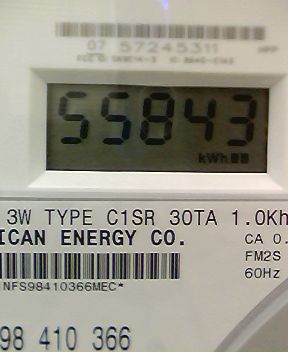 07 57245311
55843
kWh
3W TYPE C1SR 30TA 1.0Kh
ICAN ENERGY CO.
CA 0.
FM2S
60Hz
NFS98410366MEC*
98 410 366